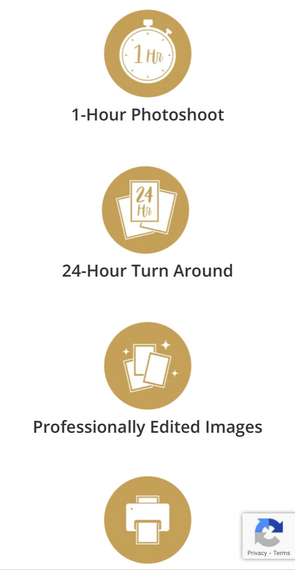 1 Hr
1-Hour Photoshoot
24
Hr
24-Hour Turn Around
Professionally Edited Images
Privacy - Terms